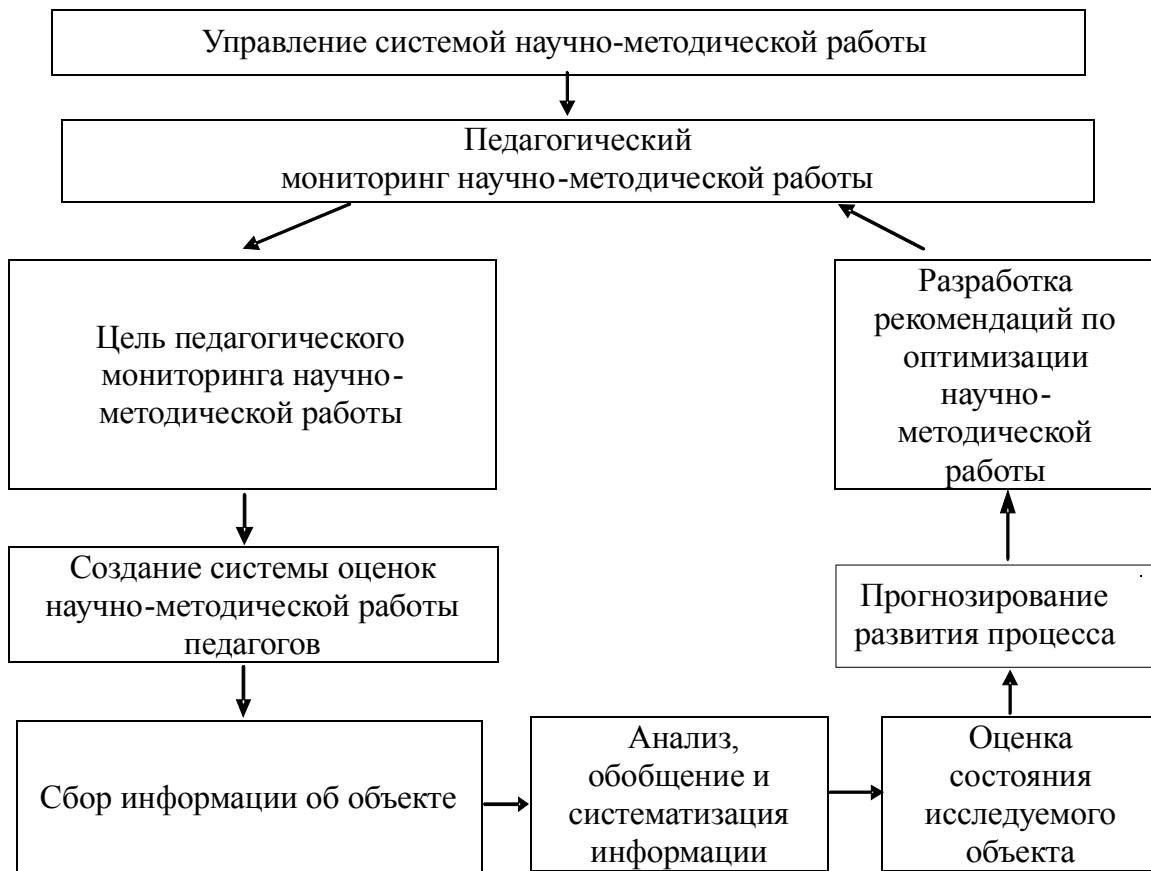 Управление системой научно-методической работы
Педагогический
мониторинг научно-методической работы
Цель педагогического
мониторинга научно-
методической работы
Разработка
рекомендаций по
оптимизации
научно-
методической
работы
Создание системы оценок
научно-методической работы
педагогов
Прогнозирование
развития процесса
Сбор информации об объекте
Анализ,
обобщение и
систематизация
информации
Оценка
состояния
исследуемого
объекта